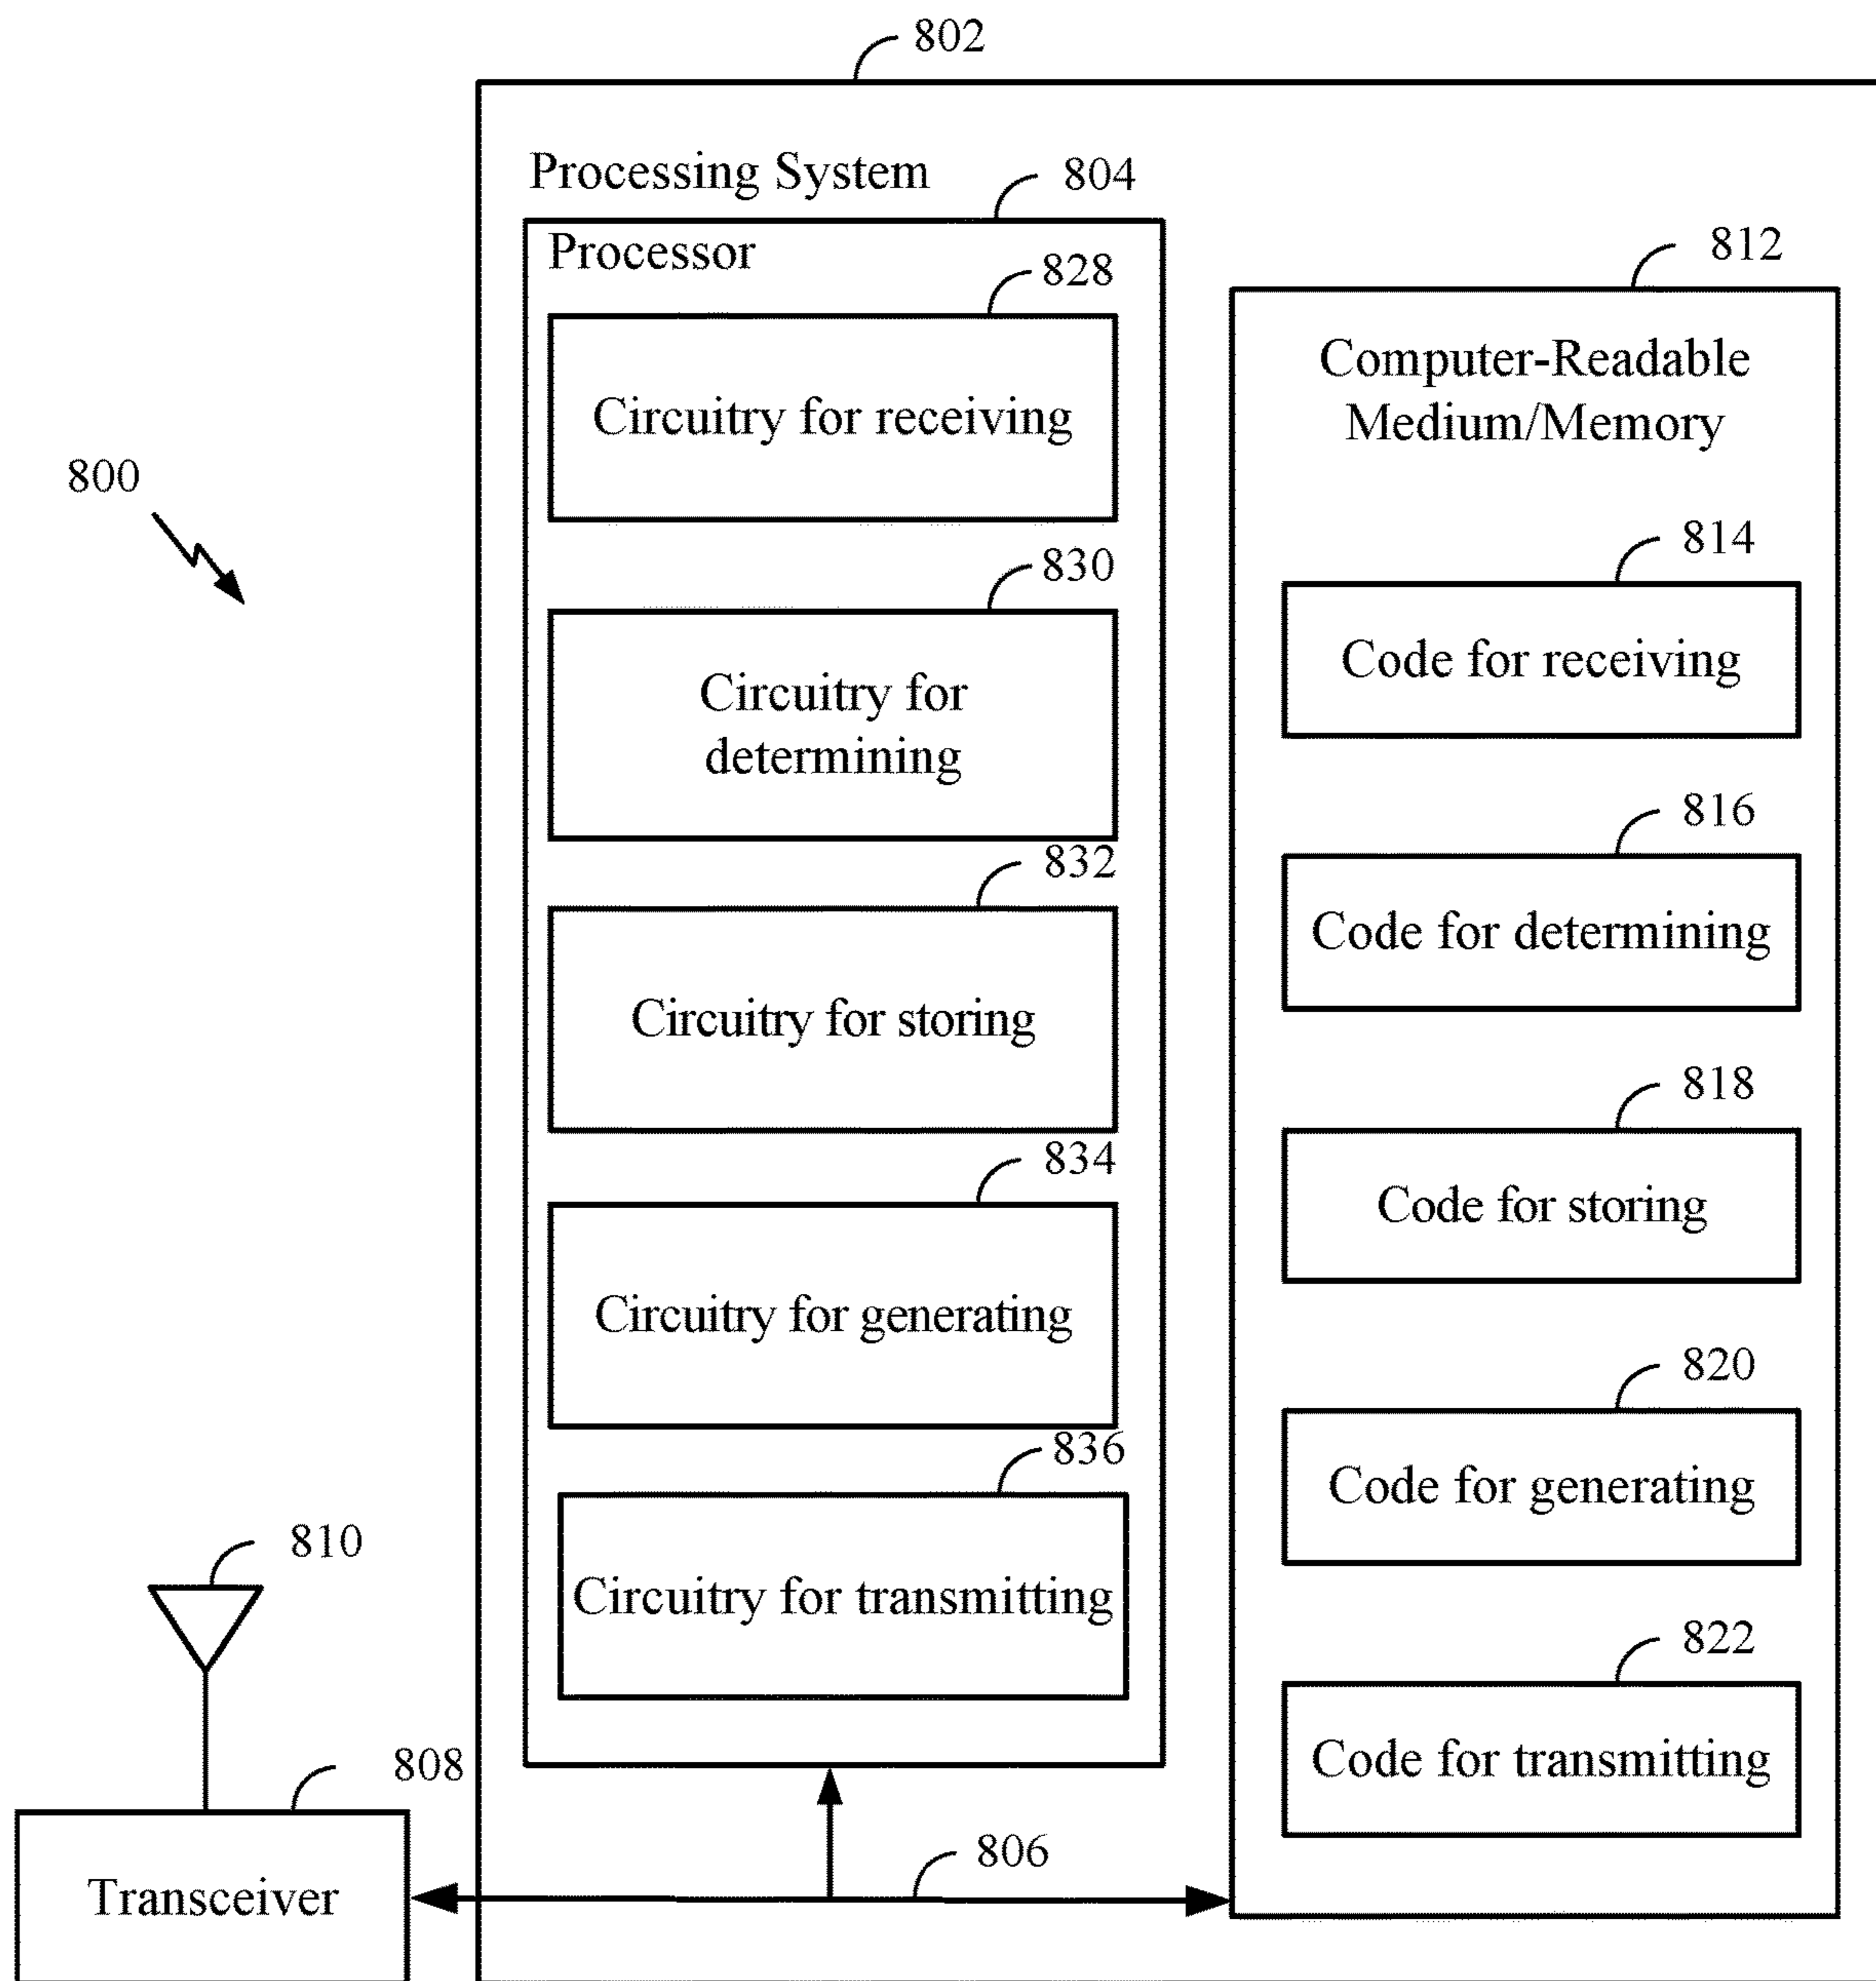 802
Processing System
804
Processor
828
Circuitry for receiving
830
Circuitry for
determining
832
Circuitry for storing
834
Circuitry for generating
836
Circuitry for transmitting
812
Computer-Readable
Medium/Memory
814
Code for receiving
816
Code for determining
818
Code for storing
820
Code for generating
822
Code for transmitting
800
810
808
Transceiver
806